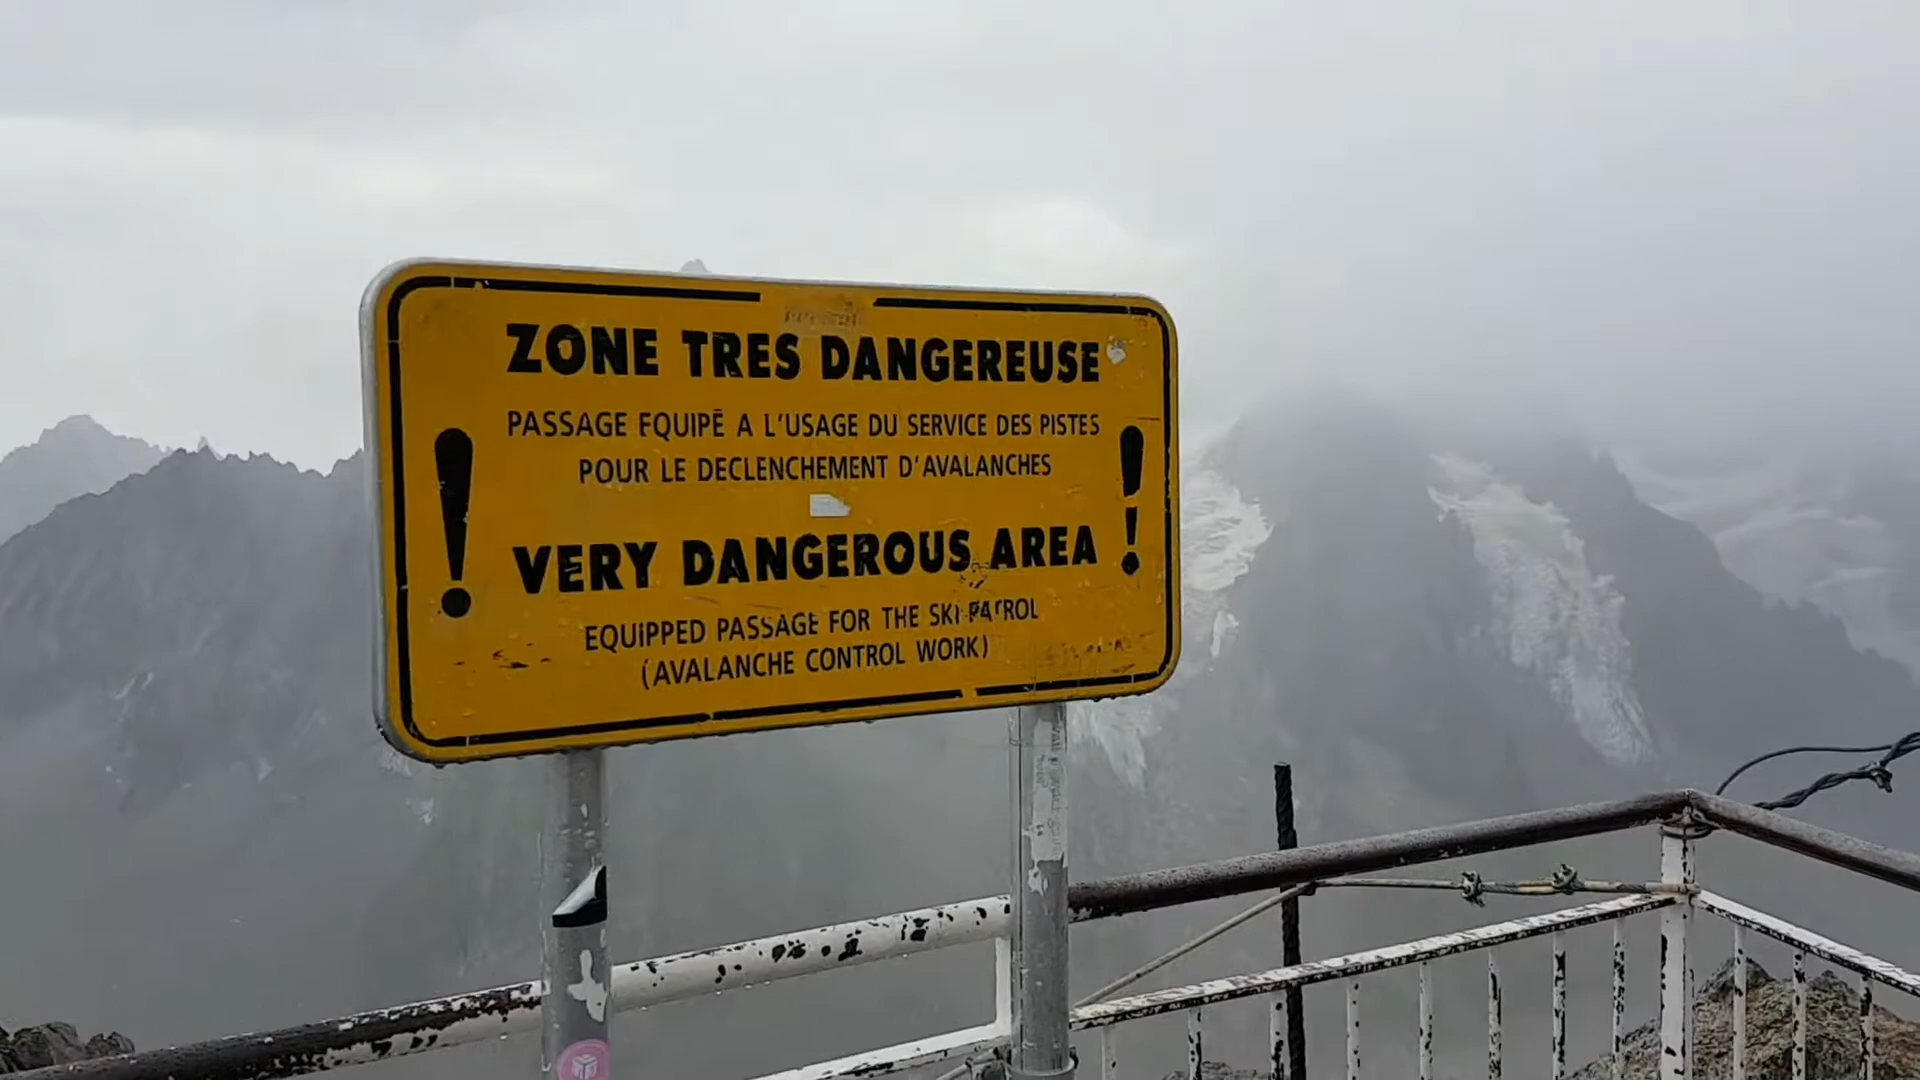 ZONE TRES DANGEREUSE
PASSAGE EQUIPÉ A L'USAGE DU SERVICE DES PISTES
POUR LE DECLENCHEMENT D'AVALANCHES
VERY DANGEROUS AREA
EQUIPPED PASSAGE FOR THE SKI PATROL
(AVALANCHE CONTROL WORK)